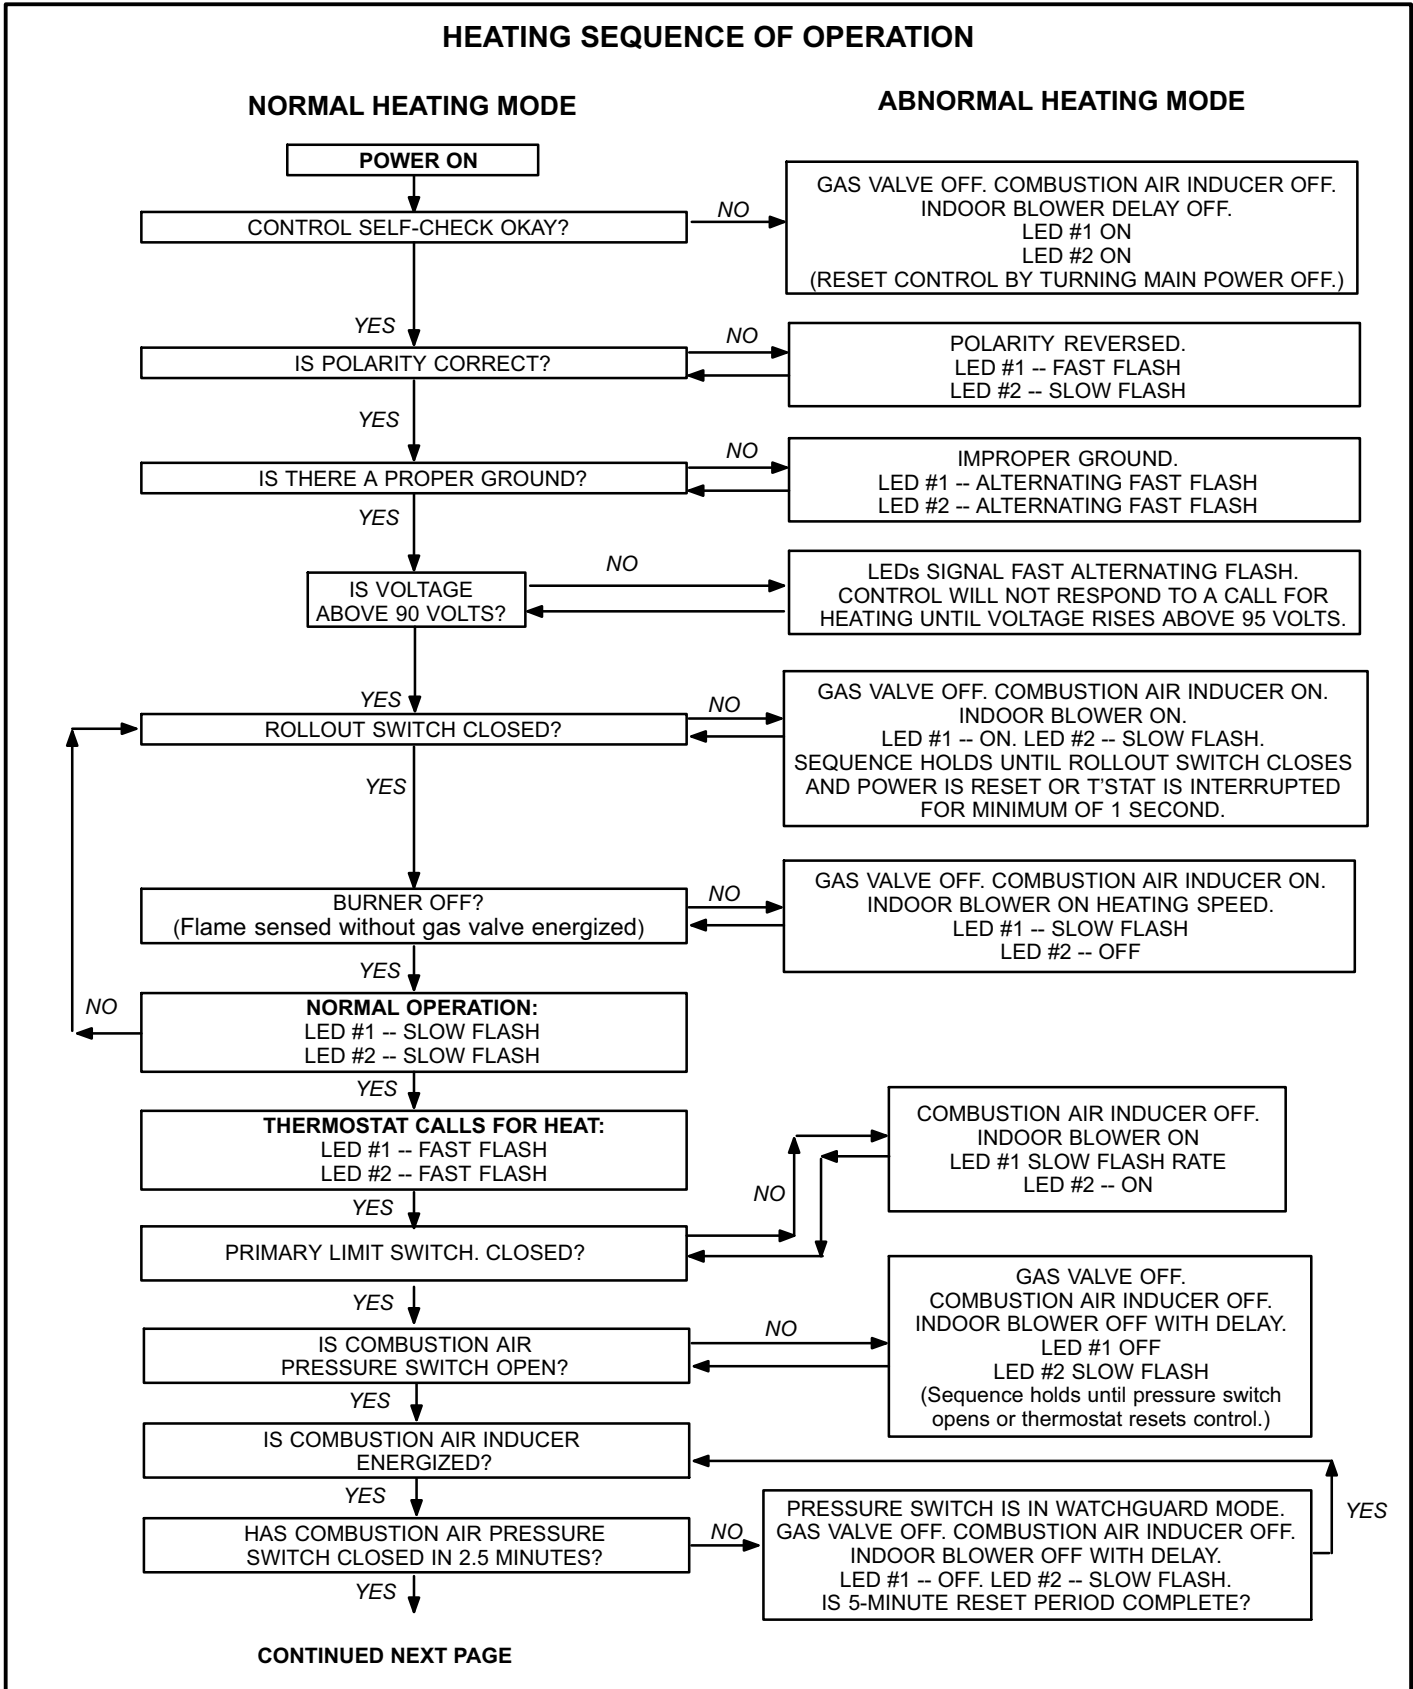 HEATING SEQUENCE OF OPERATION
NORMAL HEATING MODE
ABNORMAL HEATING MODE
POWER ON
CONTROL SELF-CHECK OKAY?
NO
GAS VALVE OFF. COMBUSTION AIR INDUCER OFF.
INDOOR BLOWER DELAY OFF.
LED #1 ON
LED #2 ON
(RESET CONTROL BY TURNING MAIN POWER OFF.)
YES
IS POLARITY CORRECT?
NO
POLARITY REVERSED.
LED #1 -- FAST FLASH
LED #2 -- SLOW FLASH
YES
IS THERE A PROPER GROUND?
NO
IMPROPER GROUND.
LED #1 -- ALTERNATING FAST FLASH
LED #2 -- ALTERNATING FAST FLASH
YES
IS VOLTAGE
ABOVE 90 VOLTS?
NO
LEDs SIGNAL FAST ALTERNATING FLASH.
CONTROL WILL NOT RESPOND TO A CALL FOR
HEATING UNTIL VOLTAGE RISES ABOVE 95 VOLTS.
YES
ROLLOUT SWITCH CLOSED?
NO
GAS VALVE OFF. COMBUSTION AIR INDUCER ON.
INDOOR BLOWER ON.
LED #1 -- ON. LED #2 -- SLOW FLASH.
SEQUENCE HOLDS UNTIL ROLLOUT SWITCH CLOSES
AND POWER IS RESET OR T'STAT IS INTERRUPTED
FOR MINIMUM OF 1 SECOND.
YES
BURNER OFF?
(Flame sensed without gas valve energized)
NO
GAS VALVE OFF. COMBUSTION AIR INDUCER ON.
INDOOR BLOWER ON HEATING SPEED.
LED #1 -- SLOW FLASH
LED #2 -- OFF
YES
NO
NORMAL OPERATION:
LED #1 -- SLOW FLASH
LED #2 -- SLOW FLASH
YES
THERMOSTAT CALLS FOR HEAT:
LED #1 -- FAST FLASH
LED #2 -- FAST FLASH
YES
PRIMARY LIMIT SWITCH. CLOSED?
NO
COMBUSTION AIR INDUCER OFF.
INDOOR BLOWER ON
LED #1 SLOW FLASH RATE
LED #2 -- ON
YES
IS COMBUSTION AIR
PRESSURE SWITCH OPEN?
NO
GAS VALVE OFF.
COMBUSTION AIR INDUCER OFF.
INDOOR BLOWER OFF WITH DELAY.
LED #1 OFF
LED #2 SLOW FLASH
(Sequence holds until pressure switch
opens or thermostat resets control.)
YES
IS COMBUSTION AIR INDUCER
ENERGIZED?
YES
HAS COMBUSTION AIR PRESSURE
SWITCH CLOSED IN 2.5 MINUTES?
NO
PRESSURE SWITCH IS IN WATCHGUARD MODE.
GAS VALVE OFF. COMBUSTION AIR INDUCER OFF.
INDOOR BLOWER OFF WITH DELAY.
LED #1 -- OFF. LED #2 -- SLOW FLASH.
IS 5-MINUTE RESET PERIOD COMPLETE?
YES
YES
CONTINUED NEXT PAGE